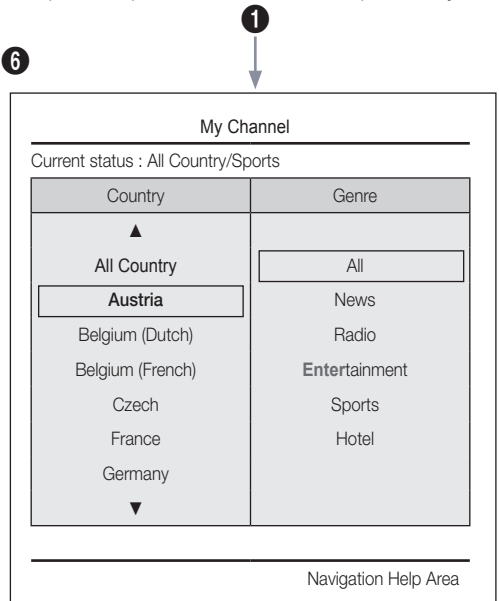 ❶
❻
My Channel
Current status : All Country/Sports
Country Genre
▲
All Country All
Austria News
Belgium (Dutch) Radio
Belgium (French) Entertainment
Czech Sports
France Hotel
Germany
▼
Navigation Help Area